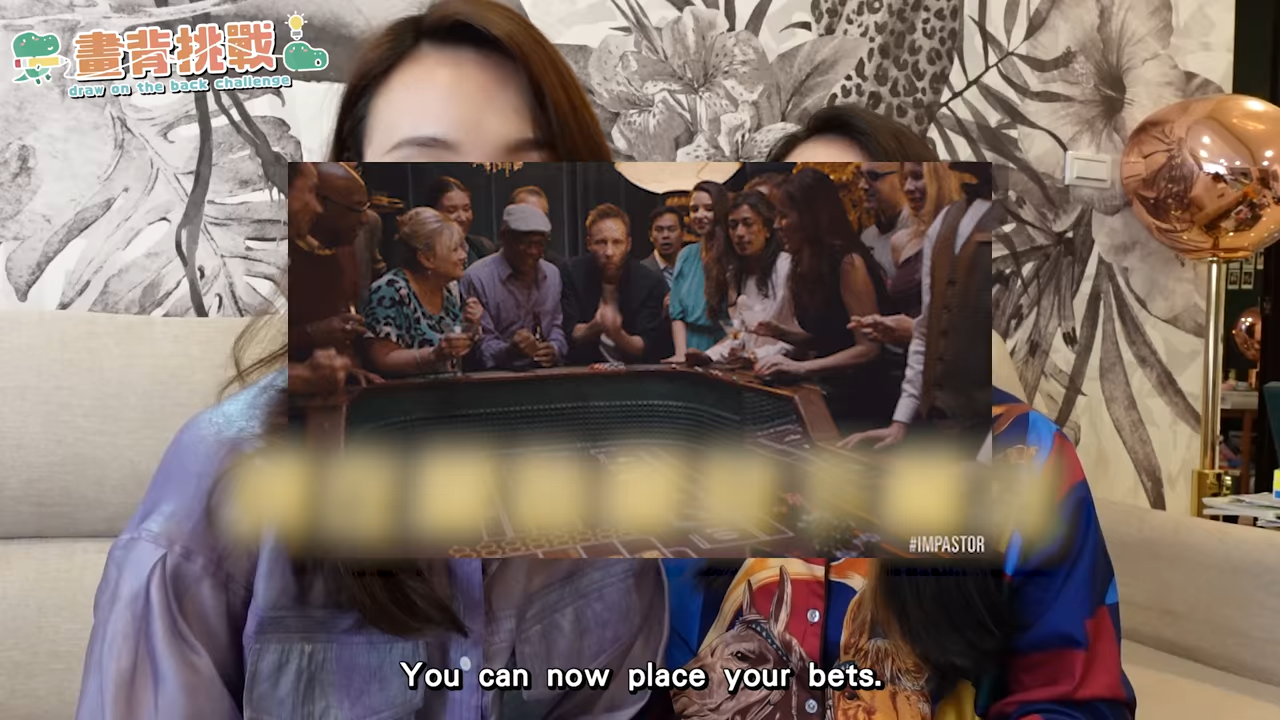 畫背挑戰
draw on the back challenge
#IMPASTOR
You can now place your bets.